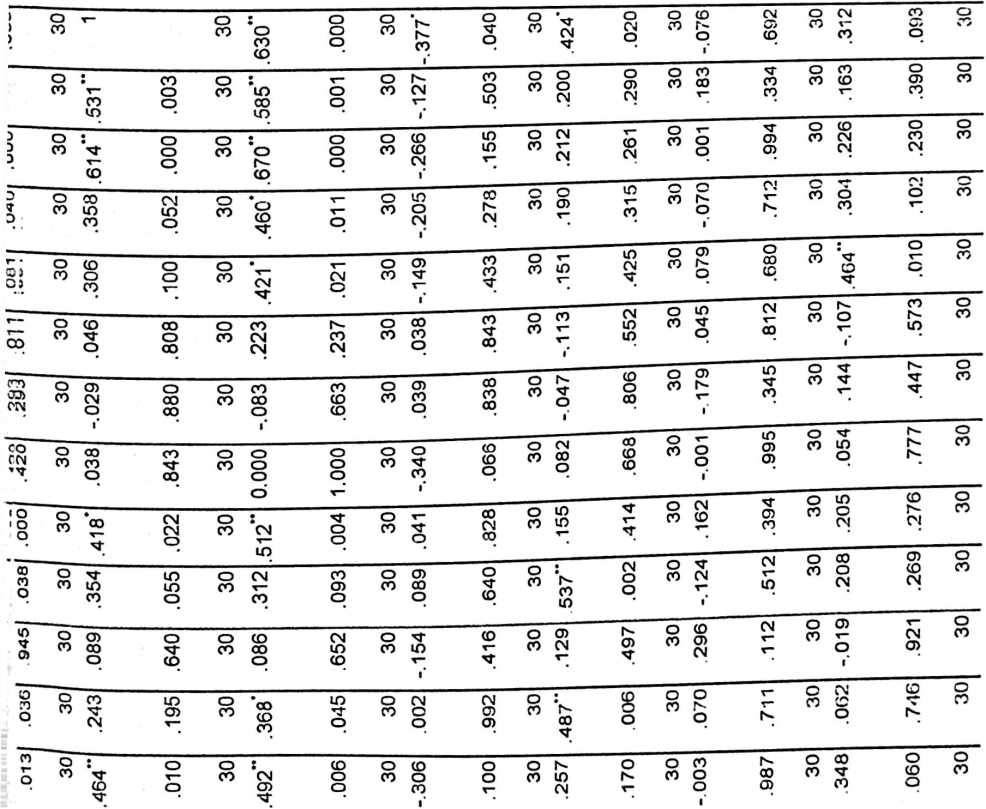 .013 .036 .945 .038 .000 .811
30 30 30 30 30 30 30 30 30 30 30 30 30
.464** .243 .089 .354 .418* .038 -.029 .046 .306 .358 .614** .531** 1
.010 .195 .640 .055 .022 .843 .880 .808 .100 .052 .000 .003
30 30 30 30 30 30 30 30 30 30 30 30 30
.492** .368* .086 .312 .512** 0.000 -.083 .223 .421* .460* .670** .585** .630**
.006 .045 .652 .093 .004 1.000 .663 .237 .021 .011 .000 .001 .000
30 30 30 30 30 30 30 30 30 30 30 30 30
-.306 .002 -.154 .089 .041 -.340 .039 .038 -.149 -.205 -.266 -.127 -.377*
.100 .992 .416 .640 .828 .066 .838 .843 .433 .278 .155 .503 .040
30 30 30 30 30 30 30 30 30 30 30 30 30
.257 .487** .129 .537** .155 .082 -.047 -.113 .151 .190 .212 .200 .424*
.170 .006 .497 .002 .414 .668 .806 .552 .425 .315 .261 .290 .020
30 30 30 30 30 30 30 30 30 30 30 30 30
-.003 .070 .296 -.124 .162 -.001 -.179 .045 .079 -.070 .001 .183 -.076
.987 .711 .112 .512 .394 .995 .345 .812 .680 .712 .994 .334 .692
30 30 30 30 30 30 30 30 30 30 30 30 30
.348 .062 -.019 .208 .205 .054 .144 -.107 .464** .304 .226 .163 .312
.060 .746 .921 .269 .276 .777 .447 .573 .010 .102 .230 .390 .093
30 30 30 30 30 30 30 30 30 30 30 30 30